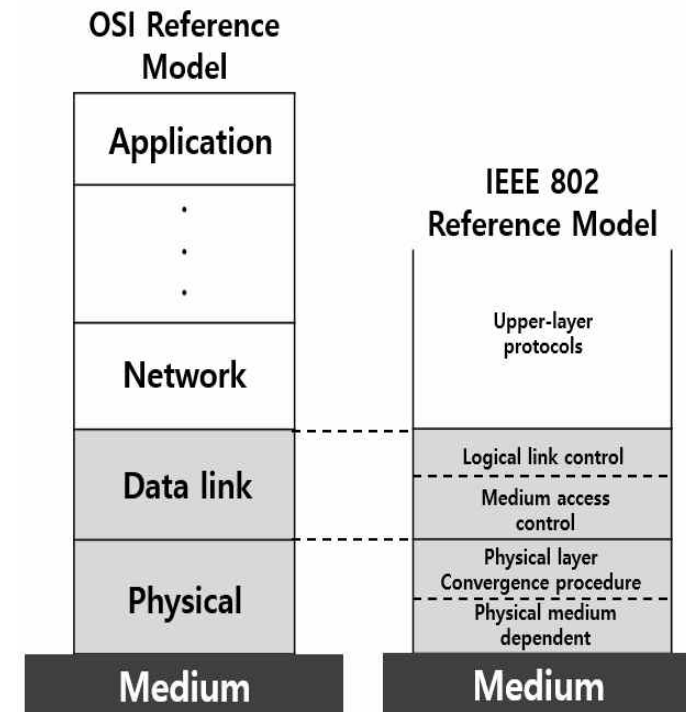 OSI Reference
Model
Application
.
.
.
Network
Data link
Physical
Medium
IEEE 802
Reference Model
Upper-layer
protocols
Logical link control
Medium access
control
Physical layer
Convergence procedure
Physical medium
dependent
Medium